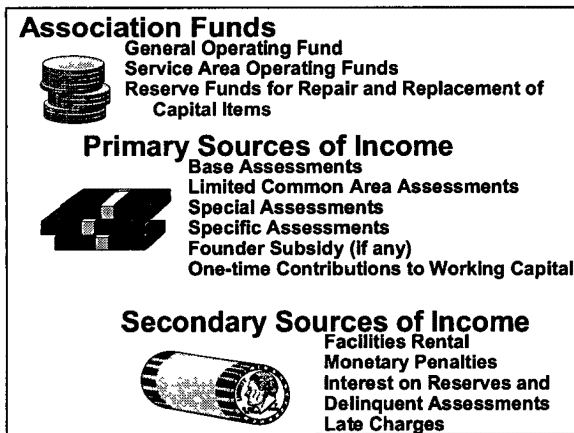 Association Funds
General Operating Fund
Service Area Operating Funds
Reserve Funds for Repair and Replacement of
Capital Items
Primary Sources of Income
Base Assessments
Limited Common Area Assessments
Special Assessments
Specific Assessments
Founder Subsidy (if any)
One-time Contributions to Working Capital
Secondary Sources of Income
Facilities Rental
Monetary Penalties
Interest on Reserves and
Delinquent Assessments
Late Charges